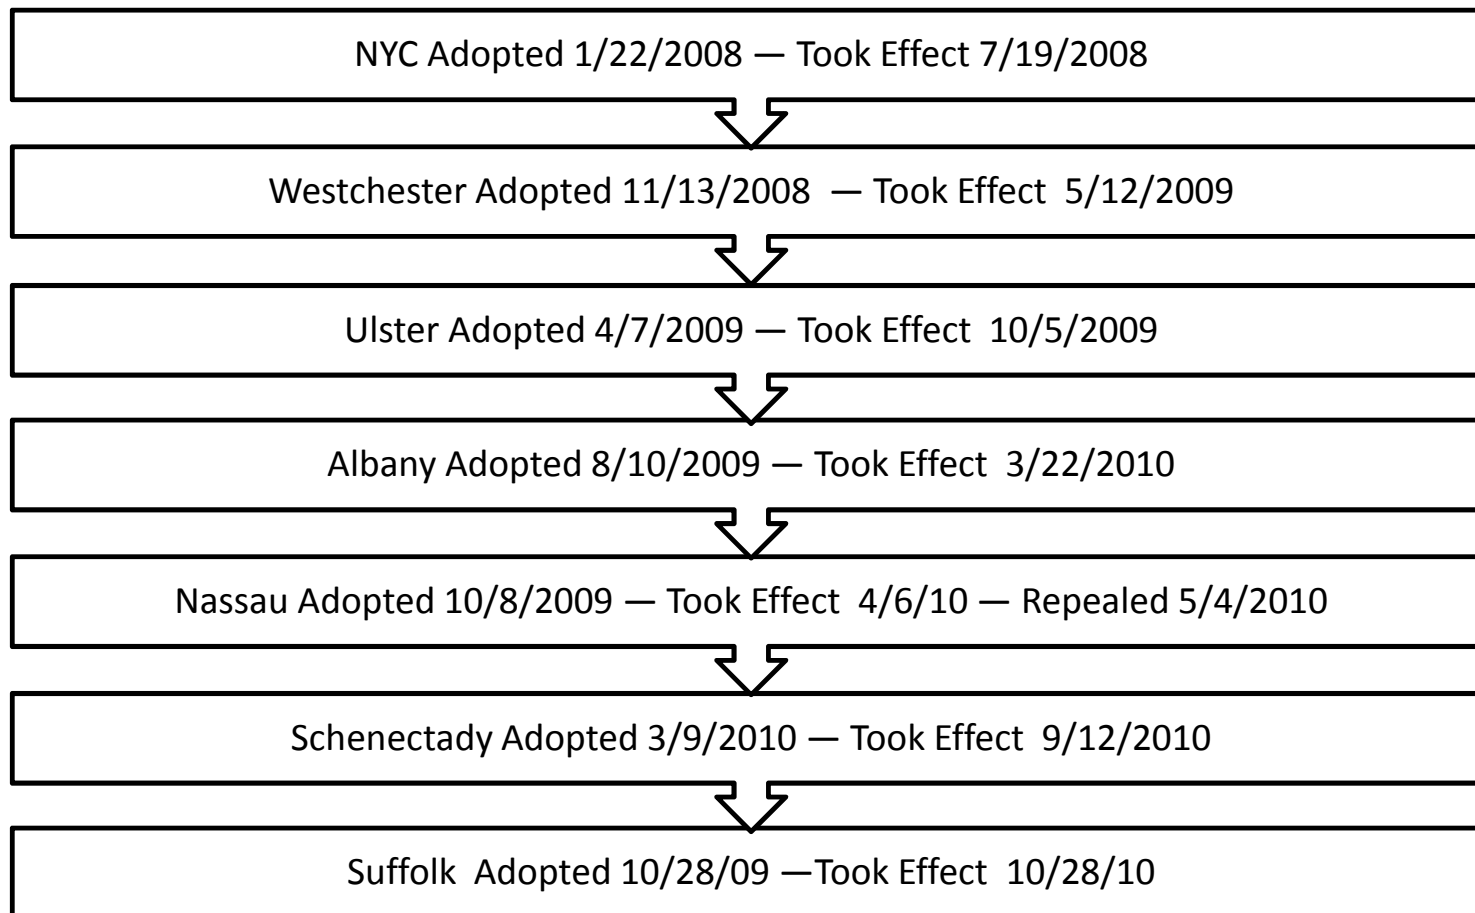 NYC Adopted 1/22/2008 — Took Effect 7/19/2008
Westchester Adopted 11/13/2008 — Took Effect 5/12/2009
Ulster Adopted 4/7/2009 — Took Effect 10/5/2009
Albany Adopted 8/10/2009 — Took Effect 3/22/2010
Nassau Adopted 10/8/2009 — Took Effect 4/6/10 — Repealed 5/4/2010
Schenectady Adopted 3/9/2010 — Took Effect 9/12/2010
Suffolk Adopted 10/28/09 —Took Effect 10/28/10